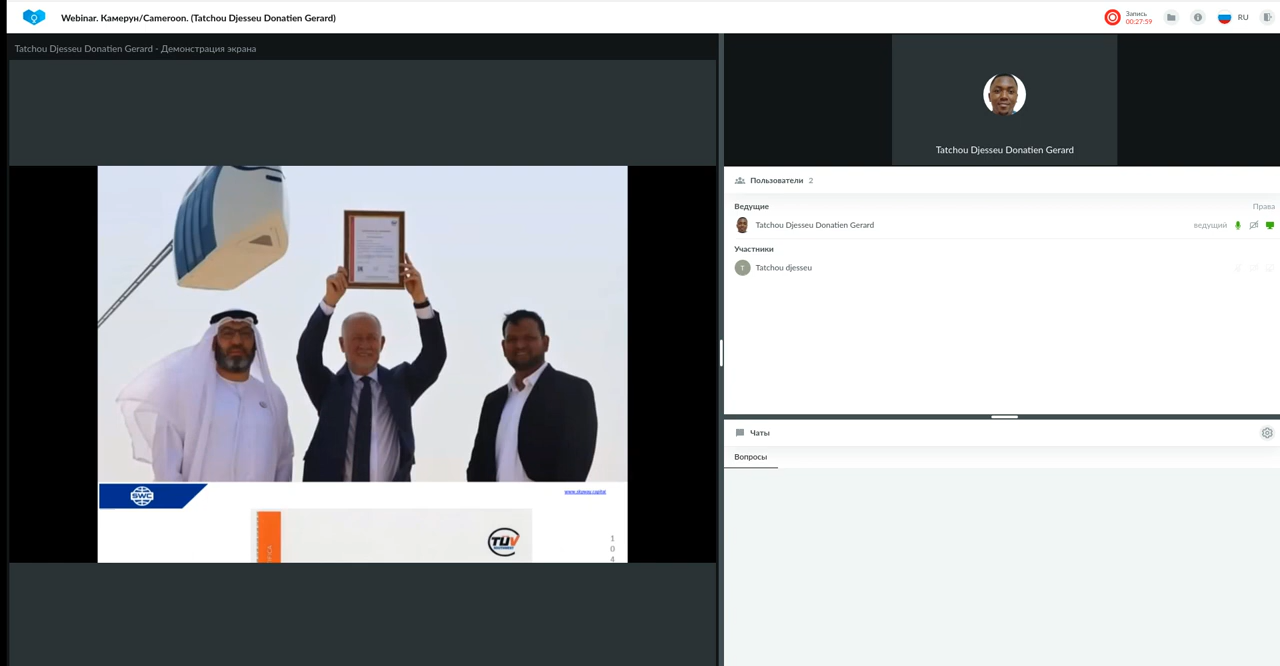 Webinar. Камерун/Cameroon. (Tatchou Djesseu Donatien Gerard)
Запись
00:27:59
RU
Tatchou Djesseu Donatien Gerard - Демонстрация экрана
Tatchou Djesseu Donatien Gerard
Пользователи 2
Ведущие Права
Tatchou Djesseu Donatien Gerard ведущий
Участники
T Tatchou djesseu
Чаты
Вопросы
SWC
www.skyway.capital
TÜV
1
0
4